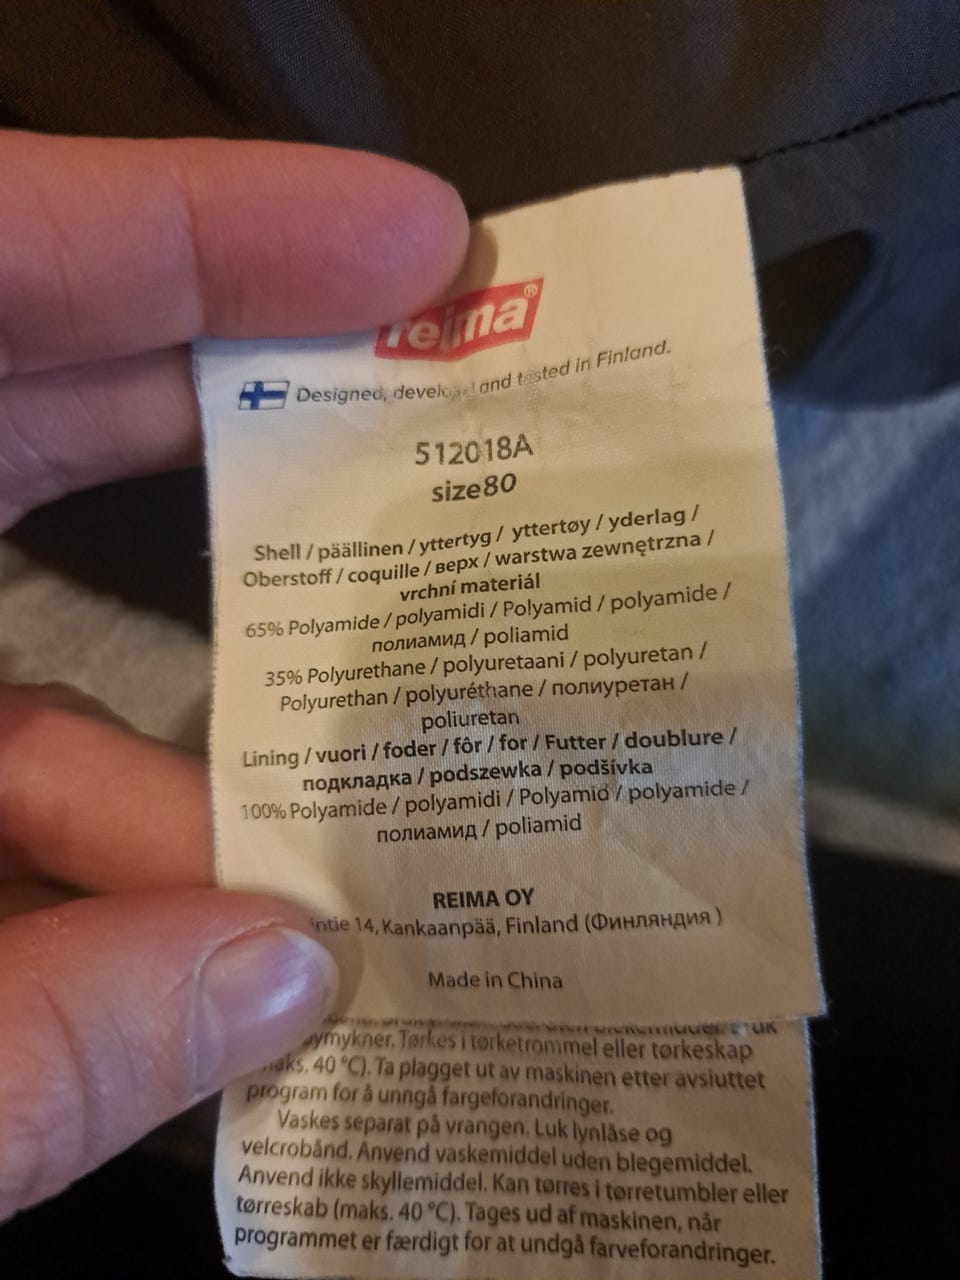 reima®
Designed, and tested in Finland.
512018A
size80
Shell / päällinen / yttertyg / yttertøy / yderlag /
Oberstoff / coquille / верх / warstwa zewnętrzna /
vrchní materiál
65% Polyamide / polyamidi / Polyamid / polyamide /
полиамид / poliamid
35% Polyurethane / polyuretaani / polyuretan /
Polyurethan / polyuréthane / полиуретан /
poliuretan
Lining / vuori / foder / fôr / for / Futter / doublure /
подкладка / podszewka / podšívka
100% Polyamide / polyamidi / Polyamid / polyamide /
полиамид / poliamid
REIMA OY
14, Kankaanpää, Finland (Финляндия )
Made in China
Tørkes i tørketrommel eller tørkeskap
40 °C). Ta plagget ut av maskinen etter avsluttet
program for å unngå fargeforandringer.
Vaskes separat på vrangen. Luk lynlåse og
velcrobånd. Anvend vaskemiddel uden blegemiddel.
Anvend ikke skyllemiddel. Kan tørres i tørretumbler eller
tørreskab (maks. 40 °C). Tages ud af maskinen, når
programmet er færdigt for at undgå farveforandringer.